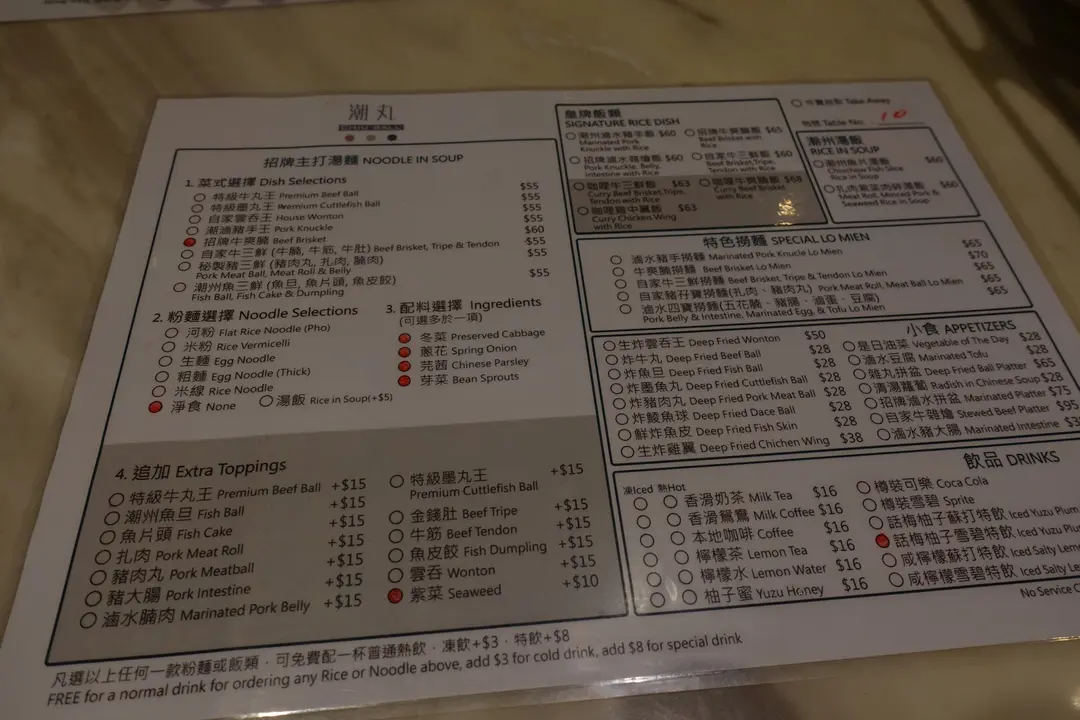 潮丸
CHIU BALL
招牌主打湯麵 NOODLE IN SOUP
1. 菜式選擇 Dish Selections
特級牛丸王 Premium Beef Ball $55
特級墨丸王 Premium Cuttlefish Ball $55
自家雲吞王 House Wonton $55
潮滷豬手王 Pork Knuckle $55
招牌牛爽腩 Beef Brisket $60
自家牛三鮮 (牛腩, 牛筋, 牛肚) Beef Brisket, Tripe & Tendon $55
秘製豬三鮮 (豬肉丸, 扎肉, 腩肉) $55
Pork Meat Ball, Meat Roll & Belly
潮州魚三鮮 (魚旦, 魚片頭, 魚皮餃) $55
Fish Ball, Fish Cake & Dumpling
2. 粉麵選擇 Noodle Selections
河粉 Flat Rice Noodle (Pho)
米粉 Rice Vermicelli
生麵 Egg Noodle
粗麵 Egg Noodle (Thick)
米線 Rice Noodle
淨食 None
湯飯 Rice in Soup(+$5)
3. 配料選擇 Ingredients
(可選多於一項)
冬菜 Preserved Cabbage
蔥花 Spring Onion
芫茜 Chinese Parsley
芽菜 Bean Sprouts
4. 追加 Extra Toppings
特級牛丸王 Premium Beef Ball +$15
潮州魚旦 Fish Ball +$15
魚片頭 Fish Cake +$15
扎肉 Pork Meat Roll +$15
豬肉丸 Pork Meatball +$15
豬大腸 Pork Intestine +$15
滷水腩肉 Marinated Pork Belly +$15
特級墨丸王 +$15
Premium Cuttlefish Ball
金錢肚 Beef Tripe +$15
牛筋 Beef Tendon +$15
魚皮餃 Fish Dumpling +$15
雲吞 Wonton +$15
紫菜 Seaweed +$10
凡選以上任何一款粉麵或飯類﹐可免費配一杯普通熱飲﹐凍飲+$3﹐特飲+$8
FREE for a normal drink for ordering any Rice or Noodle above, add $3 for cold drink, add $8 for special drink
皇牌飯類
SIGNATURE RICE DISH
潮州滷水豬手飯 $60
Marinated Pork
Knuckle with Rice
招牌牛爽腩飯 $65
Beef Brisket with
Rice
Pork Knuckle, Belly,
Intestine with Rice
$60
自家牛三鮮飯 $60
Beef Brisket,Tripe,
Tendon with Rice
咖喱牛三鮮飯 $63
Curry Beef Brisket,Tripe,
Tendon with Rice
咖喱牛爽腩飯 $68
Curry Beef Brisket
with Rice
咖喱雞中翼飯 $63
Curry Chicken Wing
with Rice
Take Away
Table No. 10
潮州湯飯
RICE IN SOUP
潮州魚片湯飯 $60
Chiuchow Fish Slice
Rice in Soup
扎肉紫菜肉碎湯飯 $60
Meat Roll, Minced Pork &
Seaweed Rice in Soup
特色撈麵 SPECIAL LO MIEN
滷水豬手撈麵 Marinated Pork Knucle Lo Mien $65
牛爽腩撈麵 Beef Brisket Lo Mien $70
自家牛三鮮撈麵 Beef Brisket, Tripe & Tendon Lo Mien $65
自家豬孖寶撈麵(扎肉、豬肉丸) Pork Meat Roll, Meat Ball Lo Mien $65
滷水四寶撈麵(五花腩、豬腸、滷蛋、豆腐) $65
Pork Belly & Intestine, Marinated Egg, & Tofu Lo Mien
小食 APPETIZERS
生炸雲吞 Deep Fried Wonton $50
炸牛丸 Deep Fried Beef Ball $28
炸魚旦 Deep Fried Fish Ball $28
炸墨魚丸 Deep Fried Cuttlefish Ball $28
炸豬肉丸 Deep Fried Pork Meat Ball $28
炸鯪魚球 Deep Fried Dace Ball $28
鮮炸魚皮 Deep Fried Fish Skin $28
生炸雞翼 Deep Fried Chichen Wing $38
是日油菜 Vegetable of The Day $28
滷水豆腐 Marinated Tofu $28
雜丸拼盆 Deep Fried Ball Platter $65
清湯蘿蔔 Radish in Chinese Soup $28
招牌滷水拼盆 Marinated Platter $75
自家牛雜燴 Stewed Beef Platter $95
滷水豬大腸 Marinated Intestine
飲品 DRINKS
凍Iced 熱Hot
香滑奶茶 Milk Tea $16
香滑鴛鴦 Milk Coffee $16
本地咖啡 Coffee $16
檸檬茶 Lemon Tea $16
檸檬水 Lemon Water $16
柚子蜜 Yuzu Honey $16
樽裝可樂 Coca Cola
樽裝雪碧 Sprite
話梅柚子蘇打特飲 Iced Yuzu Plum
話梅柚子雪碧特飲 Iced Yuzu Plum
咸檸檬蘇打特飲 Iced Salty Lemon
咸檸檬雪碧特飲 Iced Salty
No Service